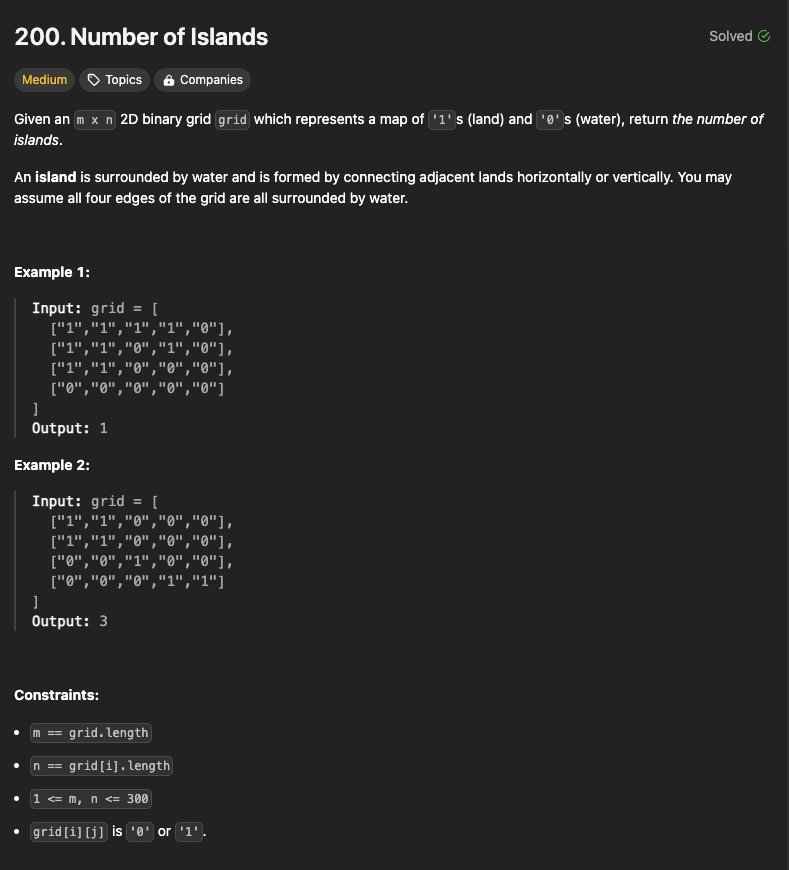 200. Number of Islands
Solved
Medium Topics Companies
Given an m x n 2D binary grid grid which represents a map of '1's (land) and '0's (water), return the number of
islands.
An island is surrounded by water and is formed by connecting adjacent lands horizontally or vertically. You may
assume all four edges of the grid are all surrounded by water.
Example 1:
Input: grid = [
["1","1","1","1","0"],
["1","1","0","1","0"],
["1","1","0","0","0"],
["0","0","0","0","0"]
]
Output: 1
Example 2:
Input: grid = [
["1","1","0","0","0"],
["1","1","0","0","0"],
["0","0","1","0","0"],
["0","0","0","1","1"]
]
Output: 3
Constraints:
• m == grid.length
• n == grid[i].length
• 1 <= m, n <= 300
• grid[i][j] is '0' or '1'.